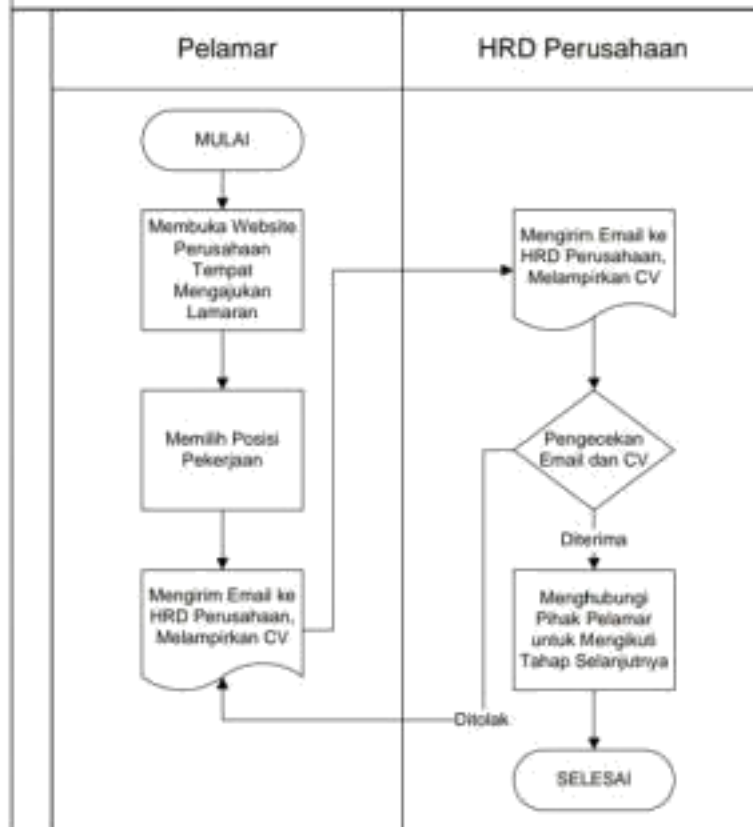 Pelamar
HRD Perusahaan
MULAI
Membuka Website
Perusahaan
Tempat
Mengajukan
Lamaran
Memilih Posisi
Pekerjaan
Mengirim Email ke
HRD Perusahaan,
Melampirkan CV
Mengirim Email ke
HRD Perusahaan,
Melampirkan CV
Pengecekan
Email dan CV
Diterima
Menghubungi
Pihak Pelamar
untuk Mengikuti
Tahap Selanjutnya
Ditolak
SELESAI